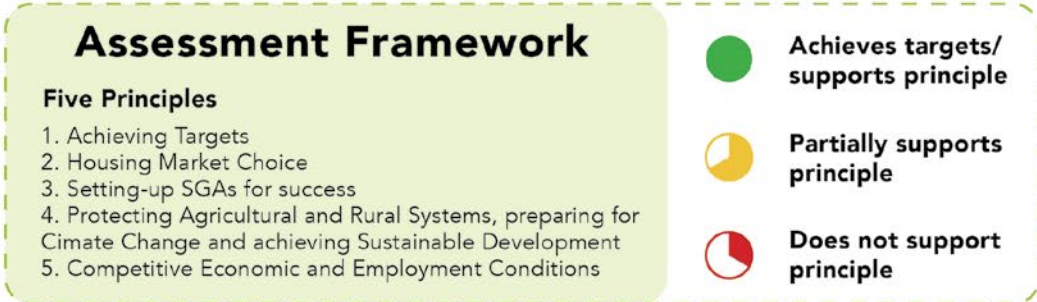 Assessment Framework
Five Principles
1. Achieving Targets
2. Housing Market Choice
3. Setting-up SGAs for success
4. Protecting Agricultural and Rural Systems, preparing for
Cimate Change and achieving Sustainable Development
5. Competitive Economic and Employment Conditions
Achieves targets/
supports principle
Partially supports
principle
Does not support
principle